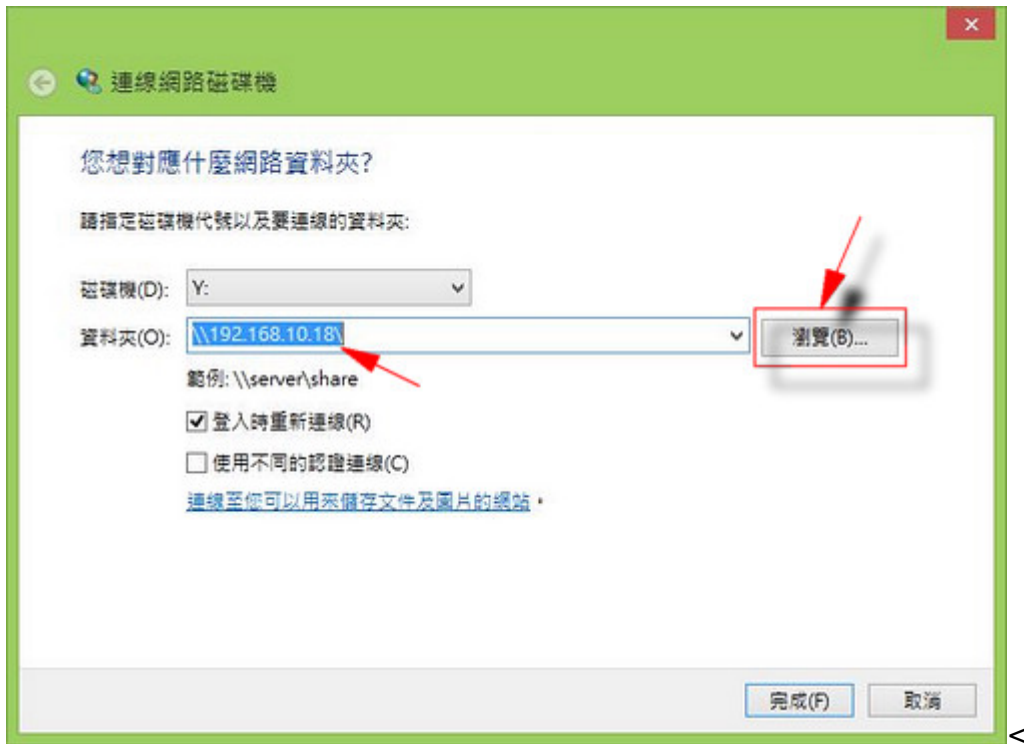 連線網路磁碟機
您想對應什麼網路資料夾?
請指定磁碟機代號以及要連線的資料夾:
磁碟機(D): Y:
資料夾(O): \\192.168.10.18\ 瀏覽(B)...
範例: \\server\share
登入時重新連線(R)
使用不同的認證連線(C)
連線至您可以用來儲存文件及圖片的網站。
完成(F) 取消
<